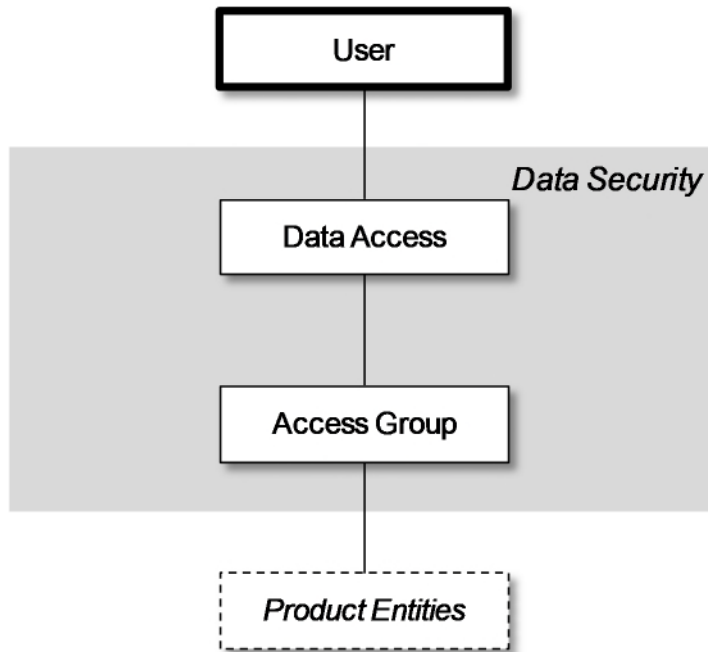 User
Data Security
Data Access
Access Group
Product Entities